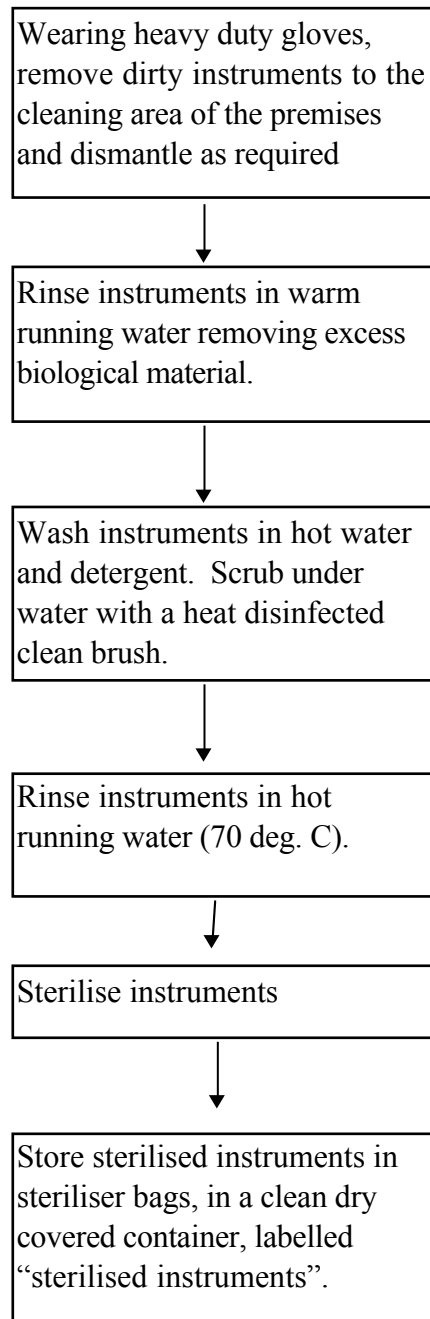 Wearing heavy duty gloves,
remove dirty instruments to the
cleaning area of the premises
and dismantle as required
Rinse instruments in warm
running water removing excess
biological material.
Wash instruments in hot water
and detergent.  Scrub under
water with a heat disinfected
clean brush.
Rinse instruments in hot
running water (70 deg. C).
Sterilise instruments
Store sterilised instruments in
steriliser bags, in a clean dry
covered container, labelled
“sterilised instruments”.